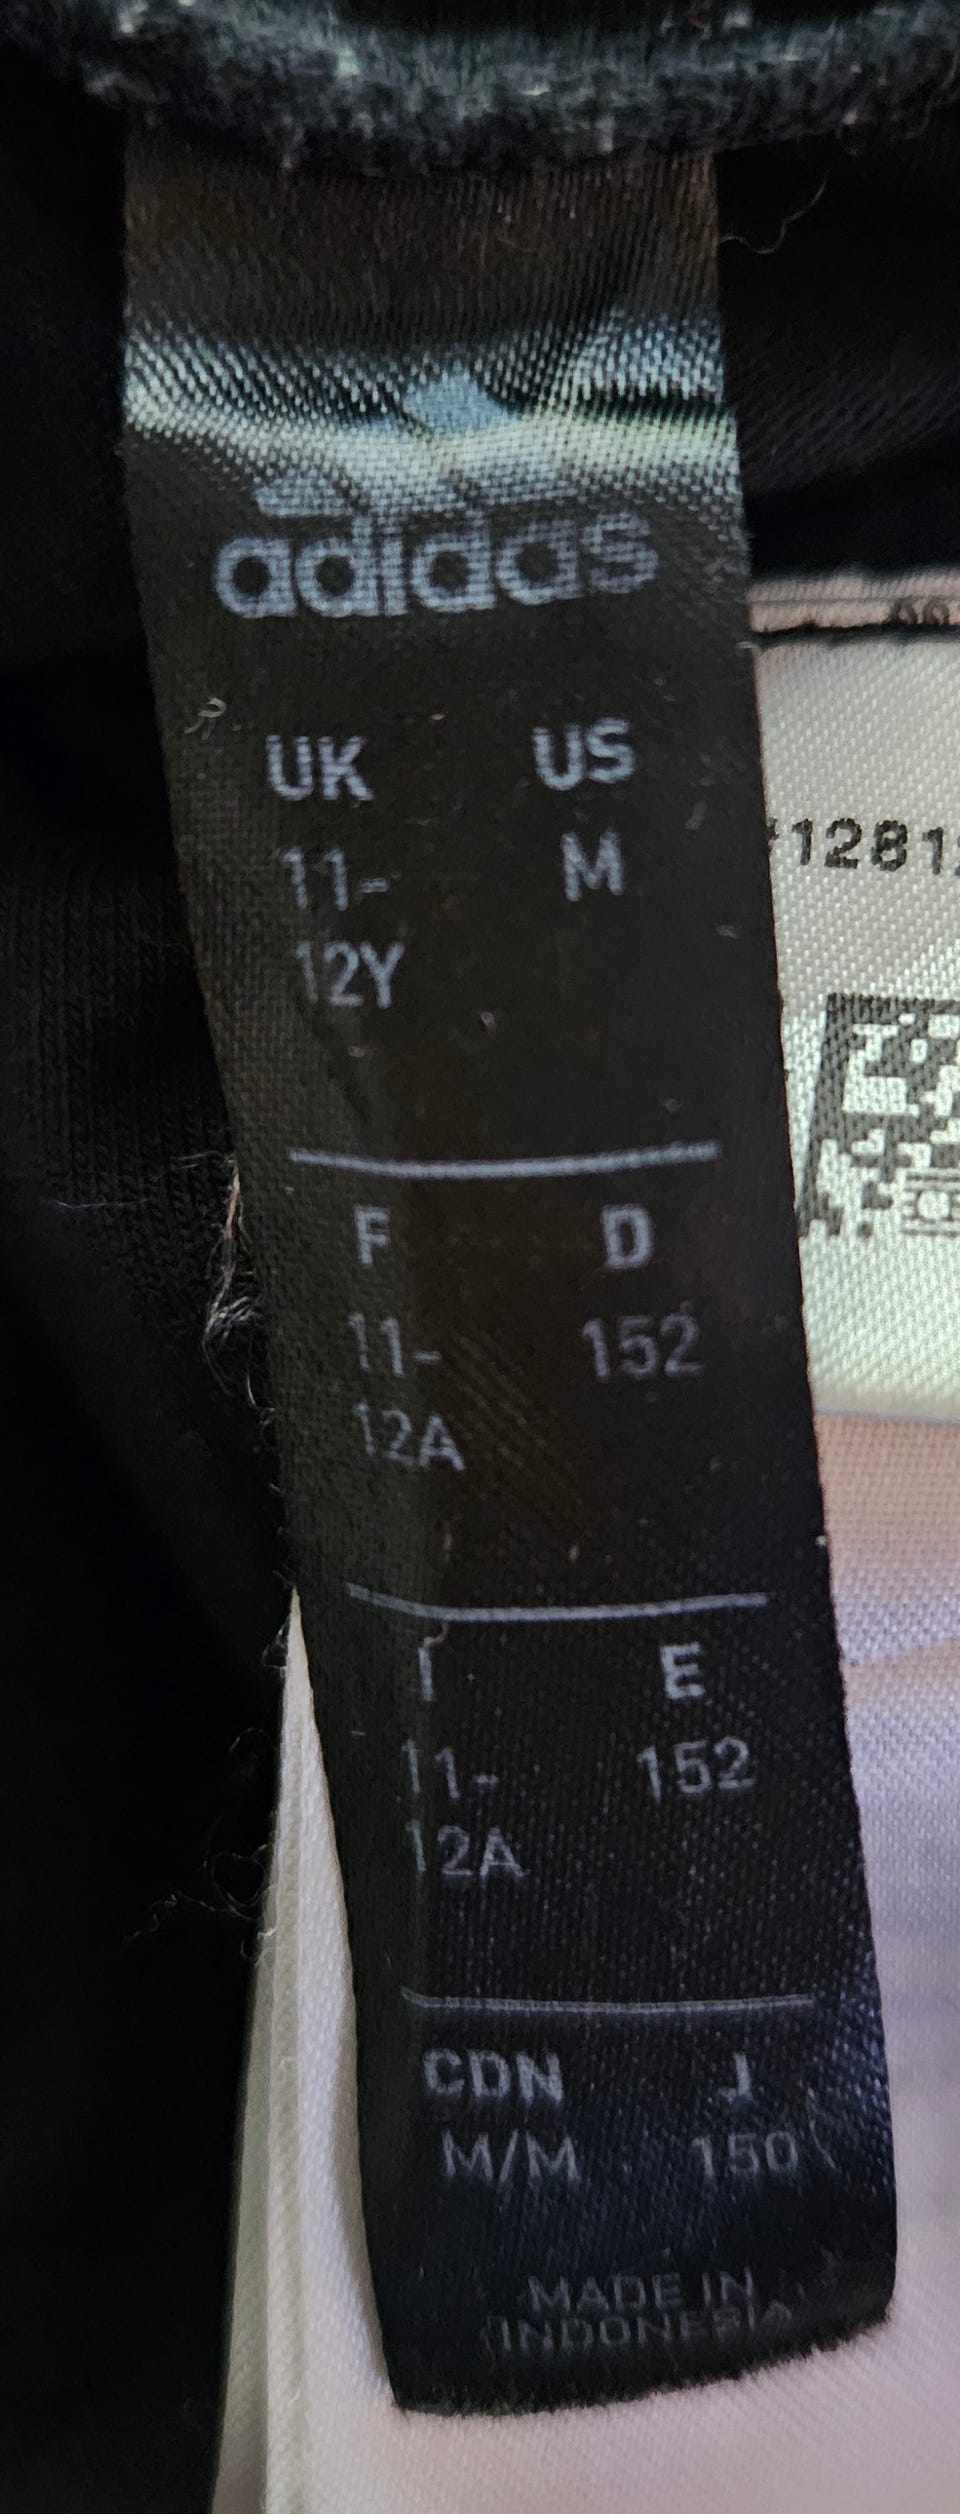 adidas
UK US
11- M
12Y
F D
11- 152
12A
I E
11- 152
12A
CDN J
M/M 150
MADE IN
INDONESIA